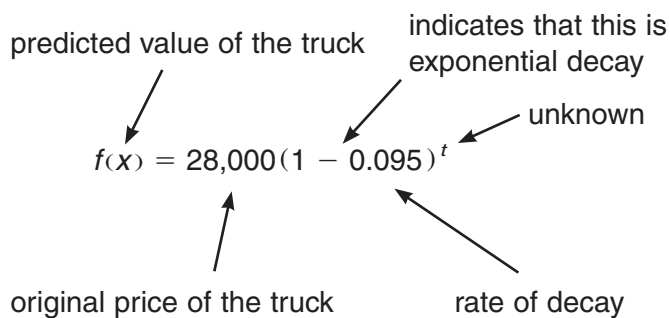 predicted value of the truck
indicates that this is
exponential decay
unknown
f(x) = 28,000(1 − 0.095)^t
original price of the truck
rate of decay